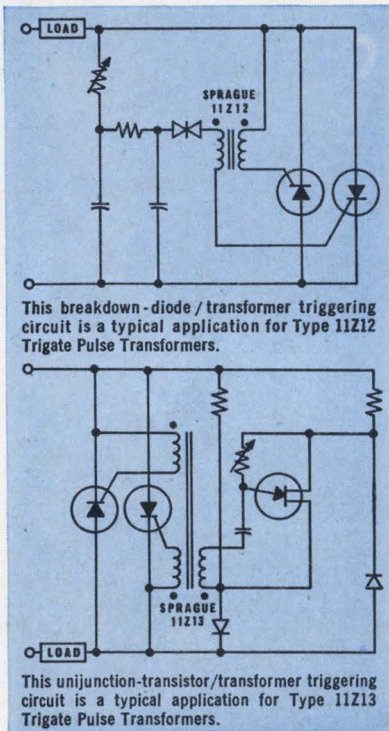 LOAD
SPRAGUE
11Z12
This breakdown-diode / transformer triggering
circuit is a typical application for Type 11Z12
Trigate Pulse Transformers.
SPRAGUE
11Z13
LOAD
This unijunction-transistor/transformer triggering
circuit is a typical application for Type 11Z13
Trigate Pulse Transformers.